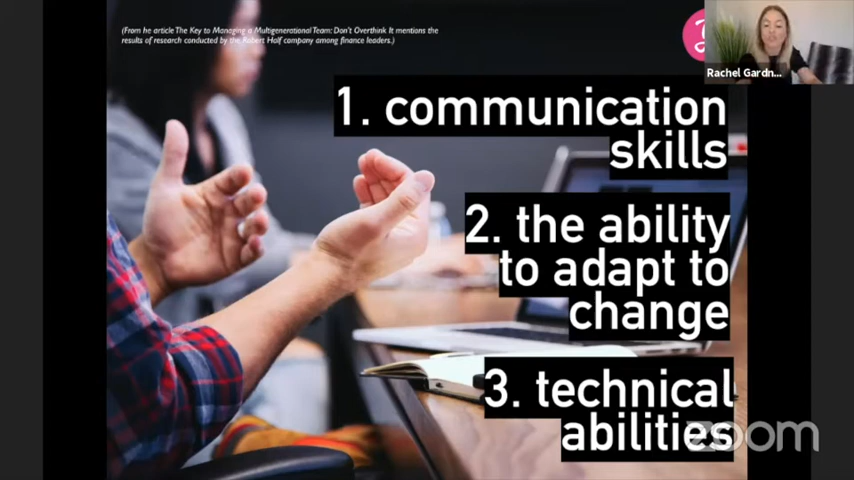 (From he article The Key to Managing a Multigenerational Team: Don't Overthink It mentions the
results of research conducted by the Robert Half company among finance leaders.)
Rachel Gardn...
1. communication
skills
2. the ability
to adapt to
change
3. technical
abilities
zoom